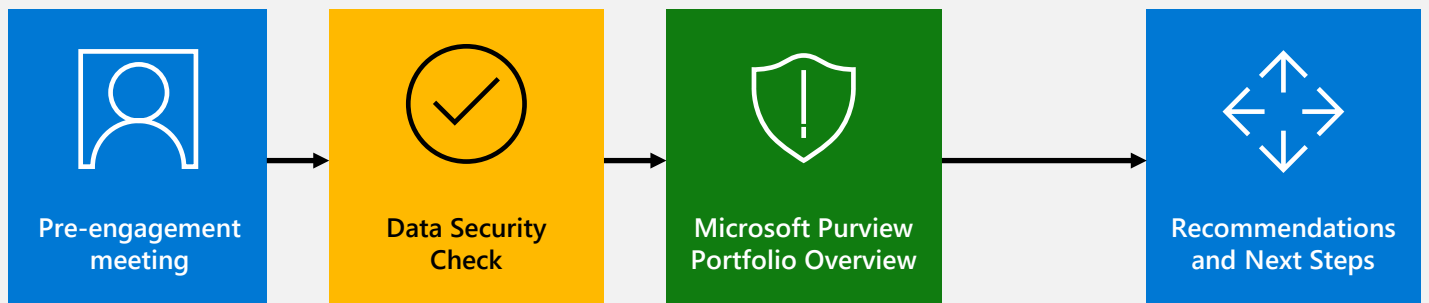 Pre-engagement
meeting
Data Security
Check
Microsoft Purview
Portfolio Overview
Recommendations
and Next Steps